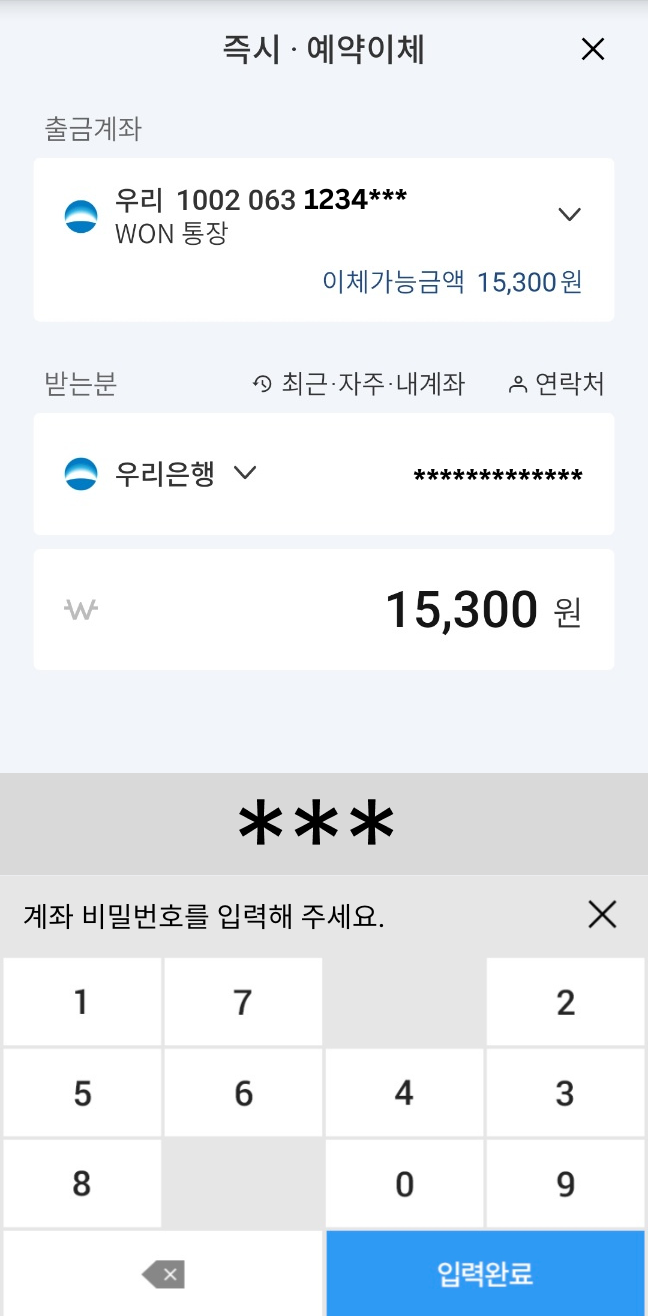 즉시 · 예약이체
출금계좌
우리 1002 063 1234***
WON 통장
이체가능금액 15,300원
받는분 최근·자주·내계좌 연락처
우리은행 *************
₩ 15,300 원
***
계좌 비밀번호를 입력해 주세요.
1 7 2
5 6 4 3
8 0 9
입력완료